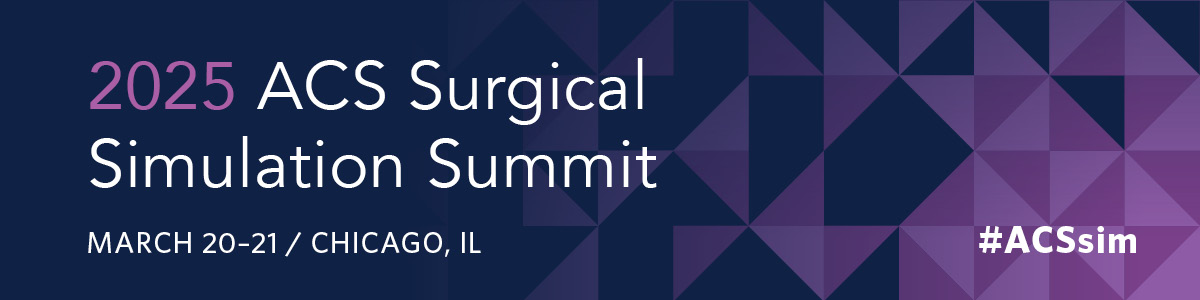 2025 ACS Surgical
Simulation Summit
MARCH 20–21 / CHICAGO, IL
#ACSsim